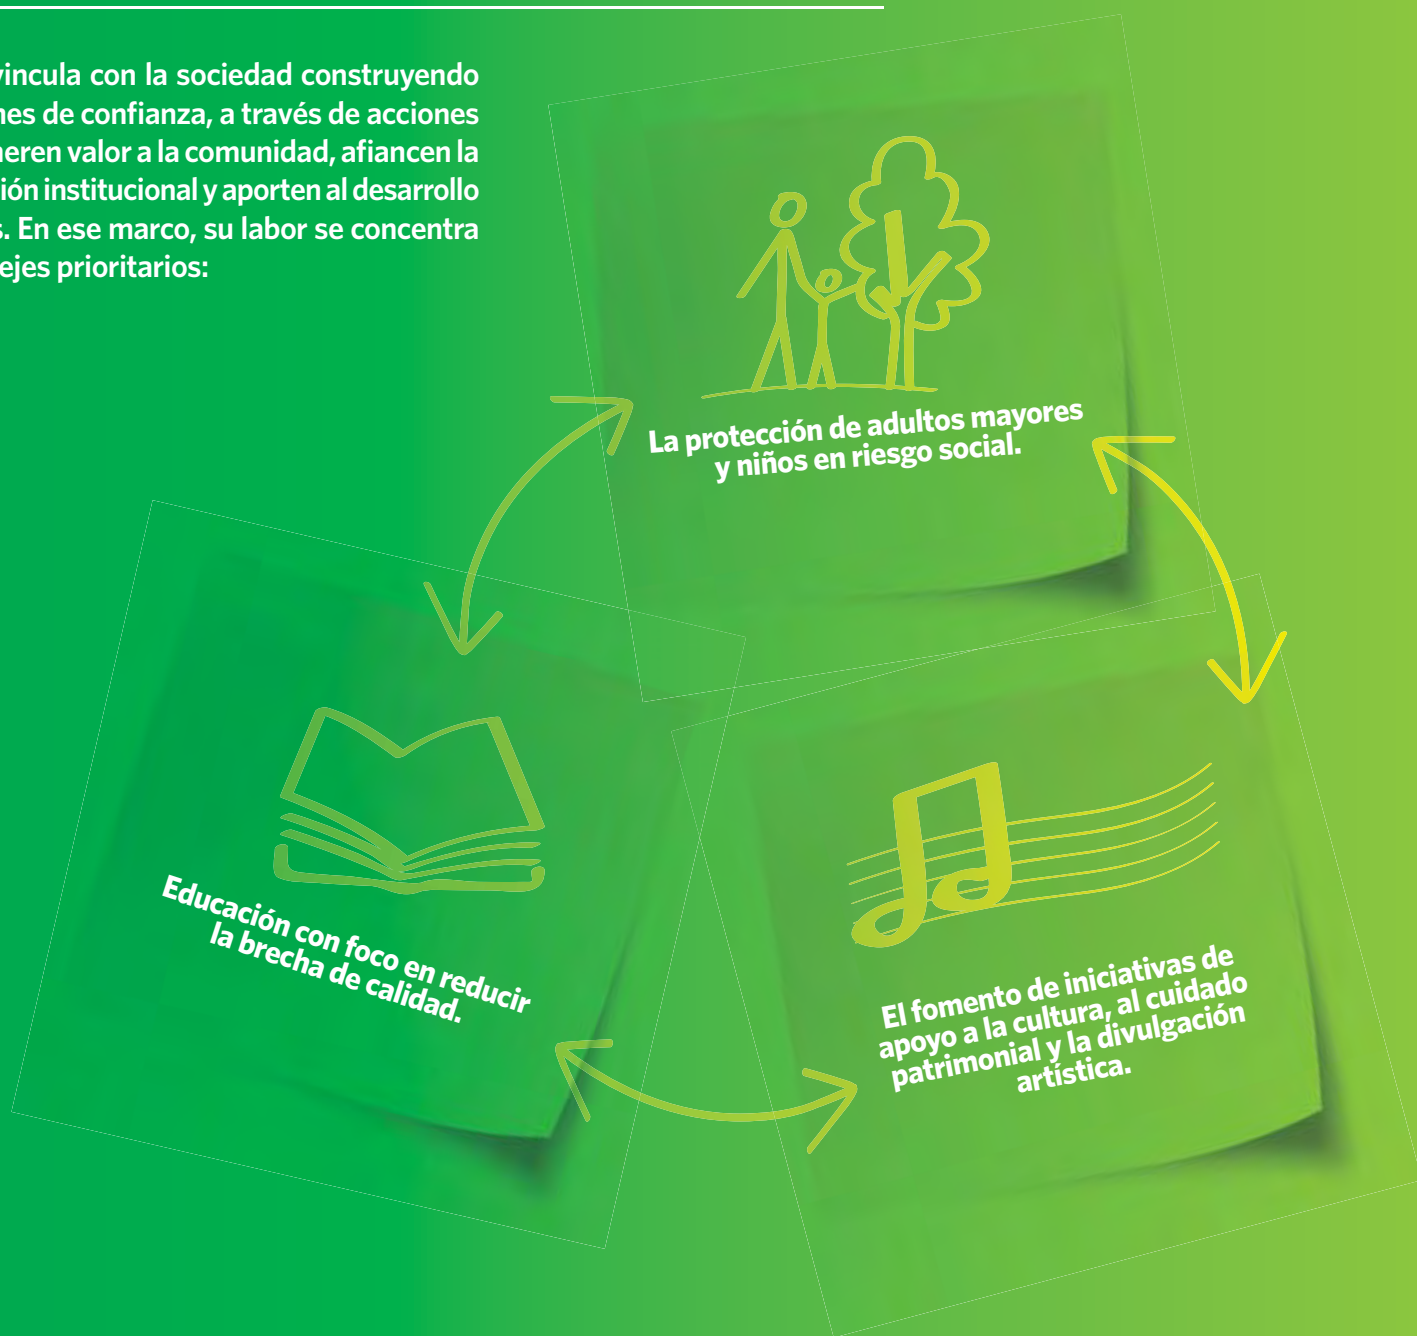 vincula con la sociedad construyendo
nes de confianza, a través de acciones
neren valor a la comunidad, afiancen la
ión institucional y aporten al desarrollo
s. En ese marco, su labor se concentra
ejes prioritarios:
La protección de adultos mayores
y niños en riesgo social.
Educación con foco en reducir
la brecha de calidad.
El fomento de iniciativas de
apoyo a la cultura, al cuidado
patrimonial y la divulgación
artística.